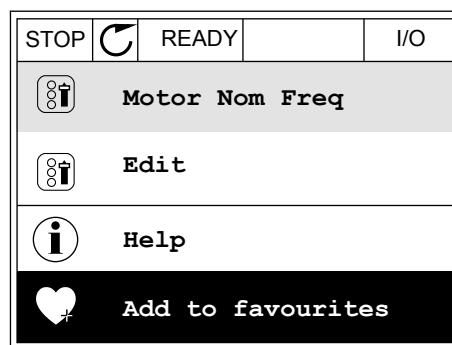 STOP READY I/O
Motor Nom Freq
Edit
Help
Add to favourites